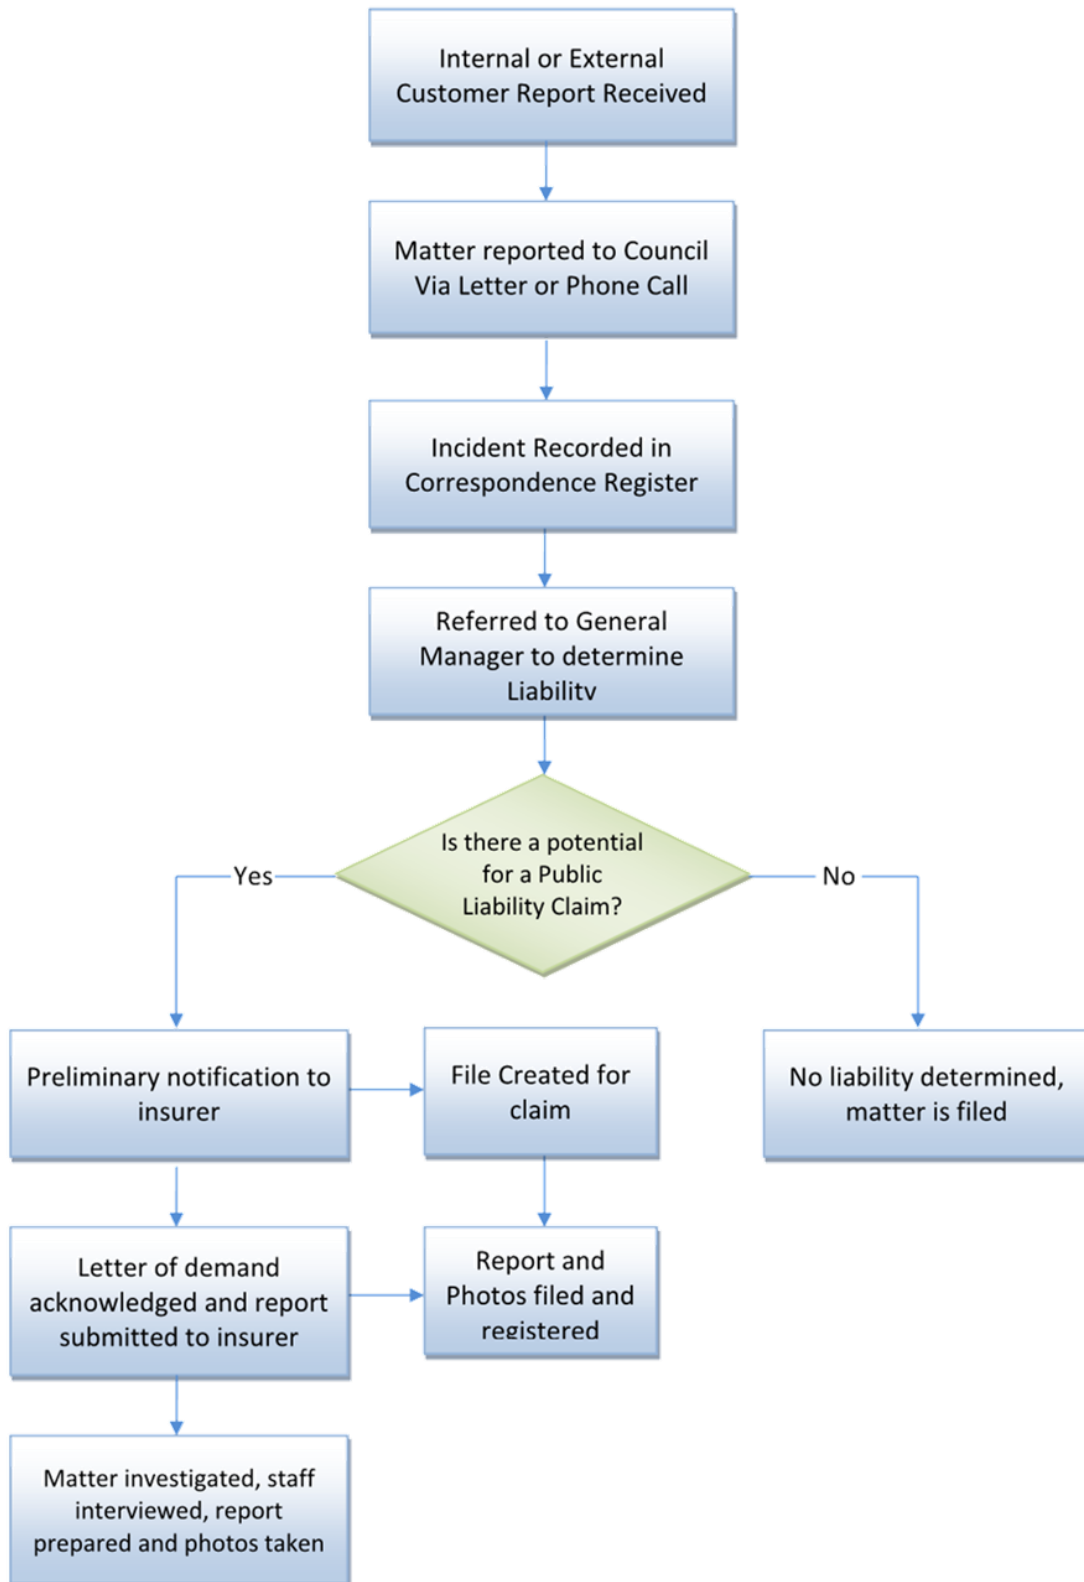 Internal or External
Customer Report Received
Matter reported to Council
Via Letter or Phone Call
Incident Recorded in
Correspondence Register
Referred to General
Manager to determine
Liability
Is there a potential
for a Public
Liability Claim?
Yes
No
Preliminary notification to
insurer
File Created for
claim
No liability determined,
matter is filed
Letter of demand
acknowledged and report
submitted to insurer
Report and
Photos filed and
registered
Matter investigated, staff
interviewed, report
prepared and photos taken